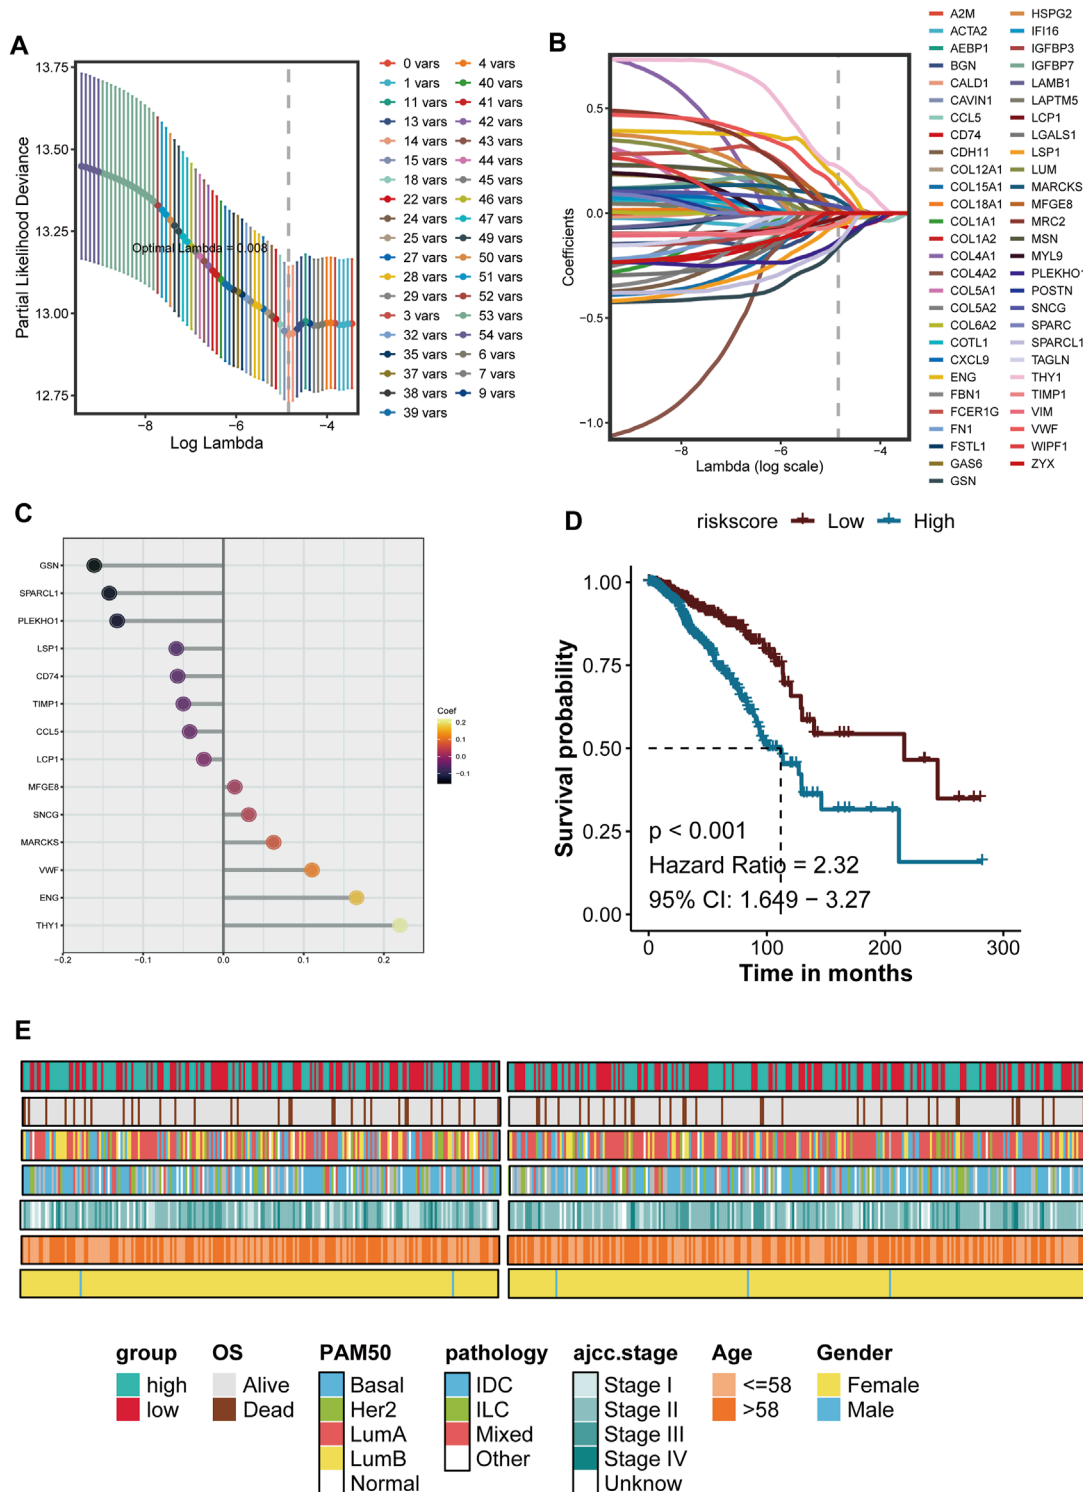 A
Partial Likelihood Deviance
13.75
13.50
13.25
13.00
12.75
Optimal Lambda = 0.008
−8
−6
−4
Log Lambda
0 vars
1 vars
11 vars
13 vars
14 vars
15 vars
18 vars
22 vars
24 vars
25 vars
27 vars
28 vars
29 vars
3 vars
32 vars
35 vars
37 vars
38 vars
39 vars
4 vars
40 vars
41 vars
42 vars
43 vars
44 vars
45 vars
46 vars
47 vars
49 vars
50 vars
51 vars
52 vars
53 vars
54 vars
6 vars
7 vars
9 vars
B
Coefficients
0.5
0.0
−0.5
−1.0
−8
−6
−4
Lambda (log scale)
A2M
ACTA2
AEBP1
BGN
CALD1
CAVIN1
CCL5
CD74
CDH11
COL12A1
COL15A1
COL18A1
COL1A1
COL1A2
COL4A1
COL4A2
COL5A1
COL5A2
COL6A2
COTL1
CXCL9
ENG
FBN1
FCER1G
FN1
FSTL1
GAS6
GSN
HSPG2
IFI16
IGFBP3
IGFBP7
LAMB1
LAPTM5
LCP1
LGALS1
LSP1
LUM
MARCKS
MFGE8
MRC2
MSN
MYL9
PLEKHO1
POSTN
SNCG
SPARC
SPARCL1
TAGLN
THY1
TIMP1
VIM
VWF
WIPF1
ZYX
C
GSN
SPARCL1
PLEKHO1
LSP1
CD74
TIMP1
CCL5
LCP1
MFGE8
SNCG
MARCKS
VWF
ENG
THY1
−0.2
−0.1
0.0
0.1
0.2
Coef
0.2
0.1
0.0
−0.1
D
riskscore Low High
Survival probability
1.00
0.75
0.50
0.25
0.00
p < 0.001
Hazard Ratio = 2.32
95% CI: 1.649 − 3.27
0
100
200
300
Time in months
E
group
high
low
OS
Alive
Dead
PAM50
Basal
Her2
LumA
LumB
Normal
pathology
IDC
ILC
Mixed
Other
ajcc.stage
Stage I
Stage II
Stage III
Stage IV
Unknow
Age
<=58
>58
Gender
Female
Male